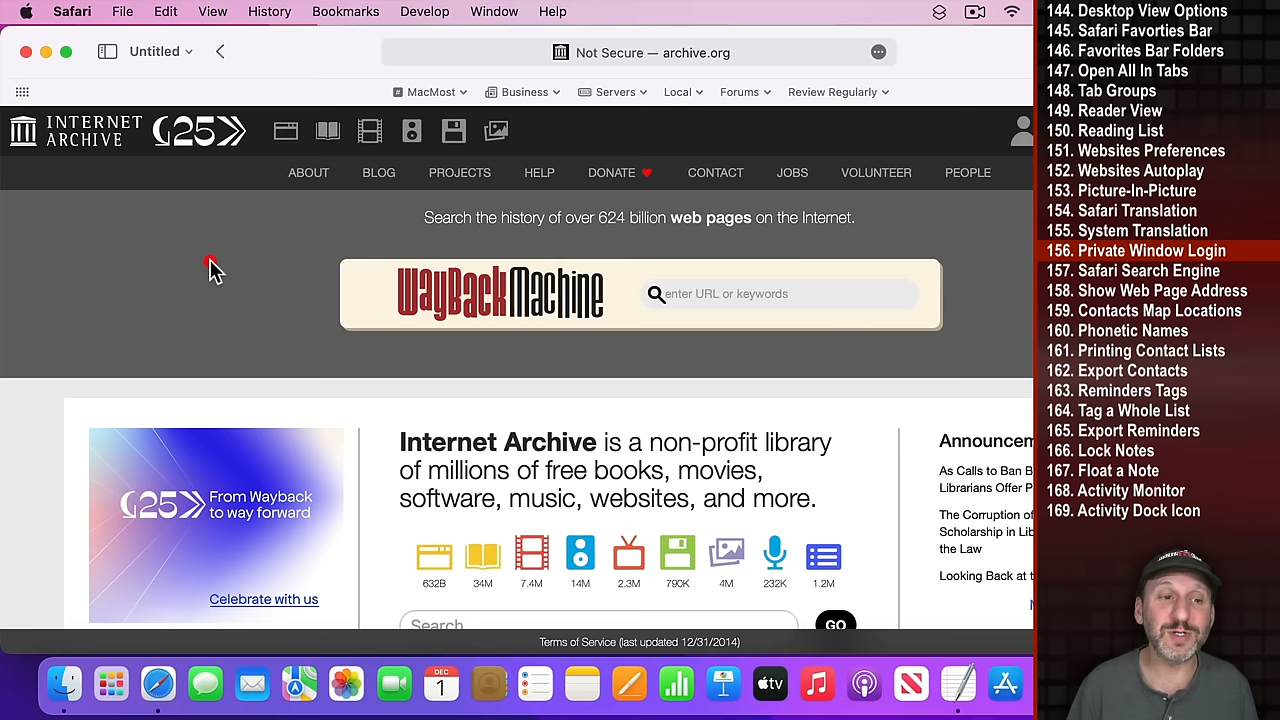 Safari File Edit View History Bookmarks Develop Window Help
Untitled
Not Secure — archive.org
MacMost Business Servers Local Forums Review Regularly
INTERNET ARCHIVE
25
ABOUT BLOG PROJECTS HELP DONATE CONTACT JOBS VOLUNTEER PEOPLE
Search the history of over 624 billion web pages on the Internet.
WayBackMachine
enter URL or keywords
25 From Wayback
to way forward
Celebrate with us
Internet Archive is a non-profit library
of millions of free books, movies,
software, music, websites, and more.
632B 34M 7.4M 14M 2.3M 790K 4M 232K 1.2M
Search GO
Announcem
As Calls to Ban B
Librarians Offer P
The Corruption of
Scholarship in Lib
the Law
Looking Back at t
Terms of Service (last updated 12/31/2014)
DEC
1
tv
144. Desktop View Options
145. Safari Favorties Bar
146. Favorites Bar Folders
147. Open All In Tabs
148. Tab Groups
149. Reader View
150. Reading List
151. Websites Preferences
152. Websites Autoplay
153. Picture-In-Picture
154. Safari Translation
155. System Translation
156. Private Window Login
157. Safari Search Engine
158. Show Web Page Address
159. Contacts Map Locations
160. Phonetic Names
161. Printing Contact Lists
162. Export Contacts
163. Reminders Tags
164. Tag a Whole List
165. Export Reminders
166. Lock Notes
167. Float a Note
168. Activity Monitor
169. Activity Dock Icon